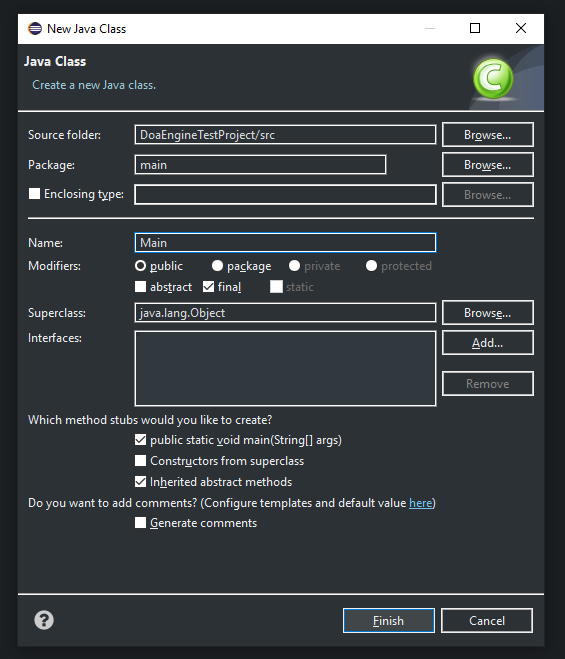 New Java Class
Java Class
Create a new Java class.
Source folder: DoaEngineTestProject/src Browse...
Package: main Browse...
Enclosing type: Browse...
Name: Main
Modifiers: public package private protected
abstract final static
Superclass: java.lang.Object Browse...
Interfaces: Add...
Remove
Which method stubs would you like to create?
public static void main(String[] args)
Constructors from superclass
Inherited abstract methods
Do you want to add comments? (Configure templates and default value here)
Generate comments
? Finish Cancel